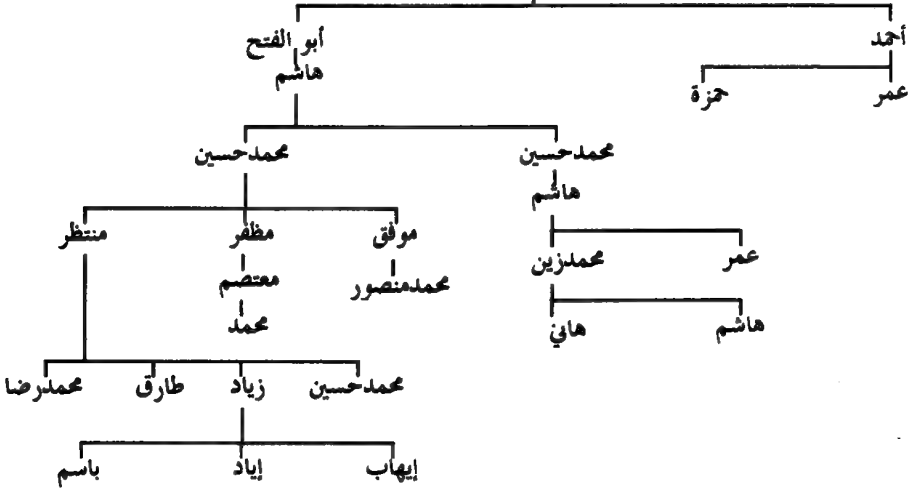 أحمد أبو الفتح
هاشم
عمر حمزة
محمدحسين محمدحسين
هاشم
موفق مظفر منتظر
عمر محمدزين
معتصم
محمدمنصور
هاشم هاني
محمد
محمدحسين زياد طارق محمدرضا
إيهاب إياد باسم